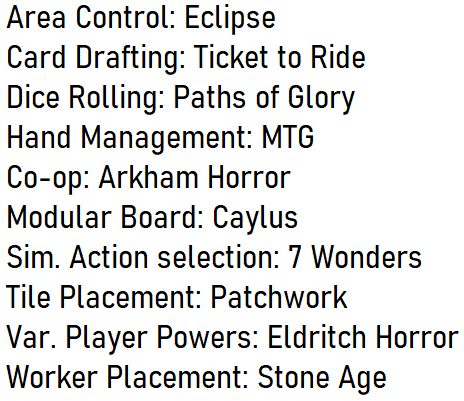 Area Control: Eclipse
Card Drafting: Ticket to Ride
Dice Rolling: Paths of Glory
Hand Management: MTG
Co-op: Arkham Horror
Modular Board: Caylus
Sim. Action selection: 7 Wonders
Tile Placement: Patchwork
Var. Player Powers: Eldritch Horror
Worker Placement: Stone Age